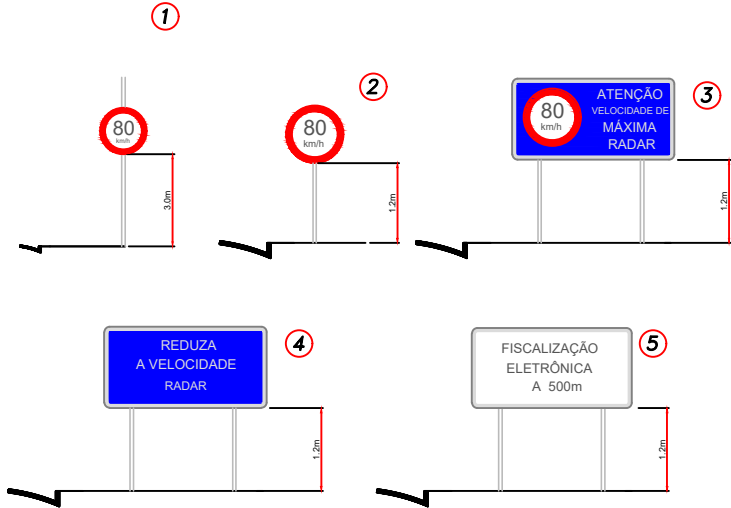 1
80
km/h
3.0m
2
80
km/h
1.2m
3
80
km/h
ATENÇÃO
VELOCIDADE DE
MÁXIMA
RADAR
1.2m
4
REDUZA
A VELOCIDADE
RADAR
1.2m
5
FISCALIZAÇÃO
ELETRÔNICA
A 500m
1.2m